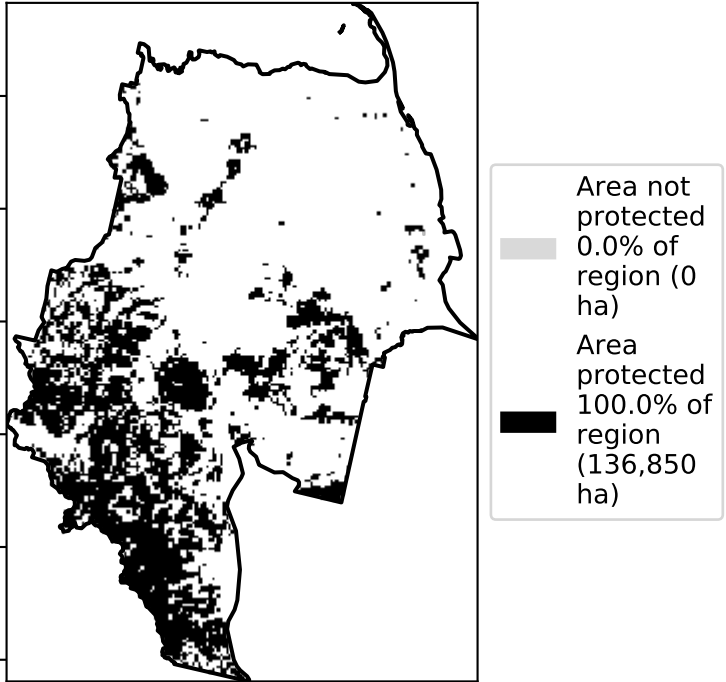 Area not
protected
0.0% of
region (0
ha)
Area
protected
100.0% of
region
(136,850
ha)